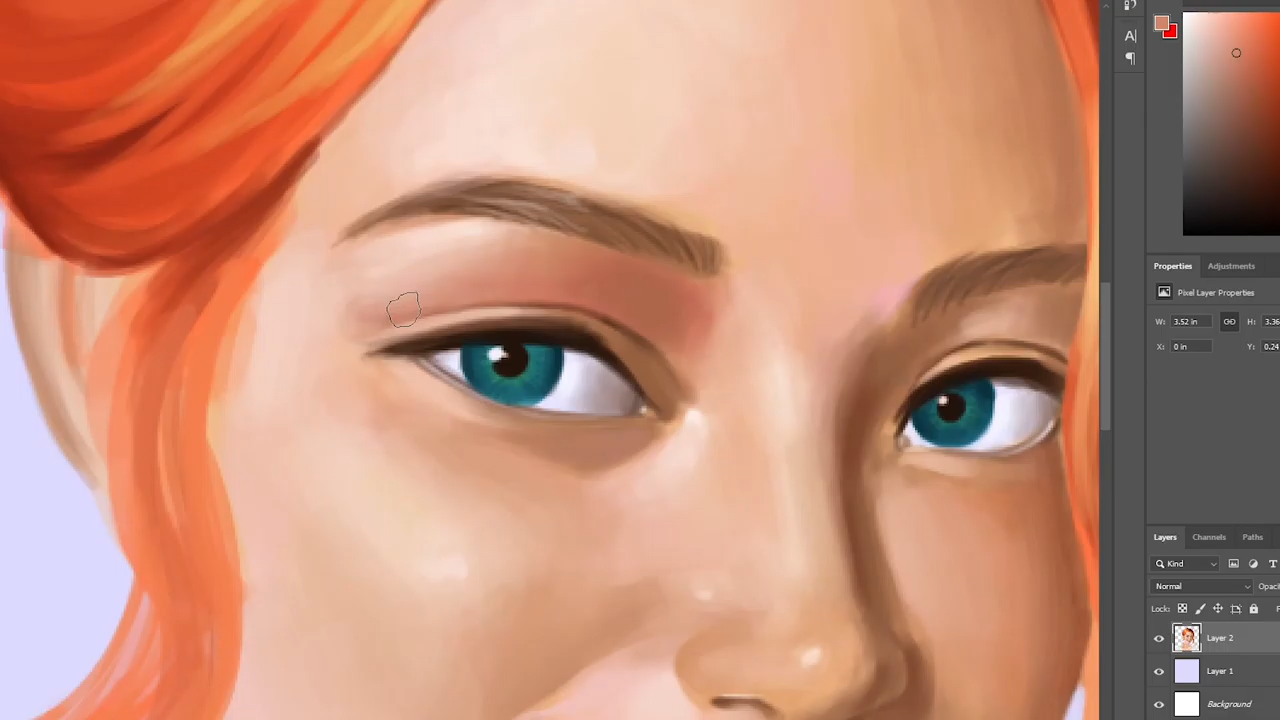 A
Properties Adjustments
Pixel Layer Properties
W: 3.52 in H: 3.36
X: 0 in Y: 0.24
Layers Channels Paths
Kind T
Normal Opaci
Lock: F
Layer 2
Layer 1
Background